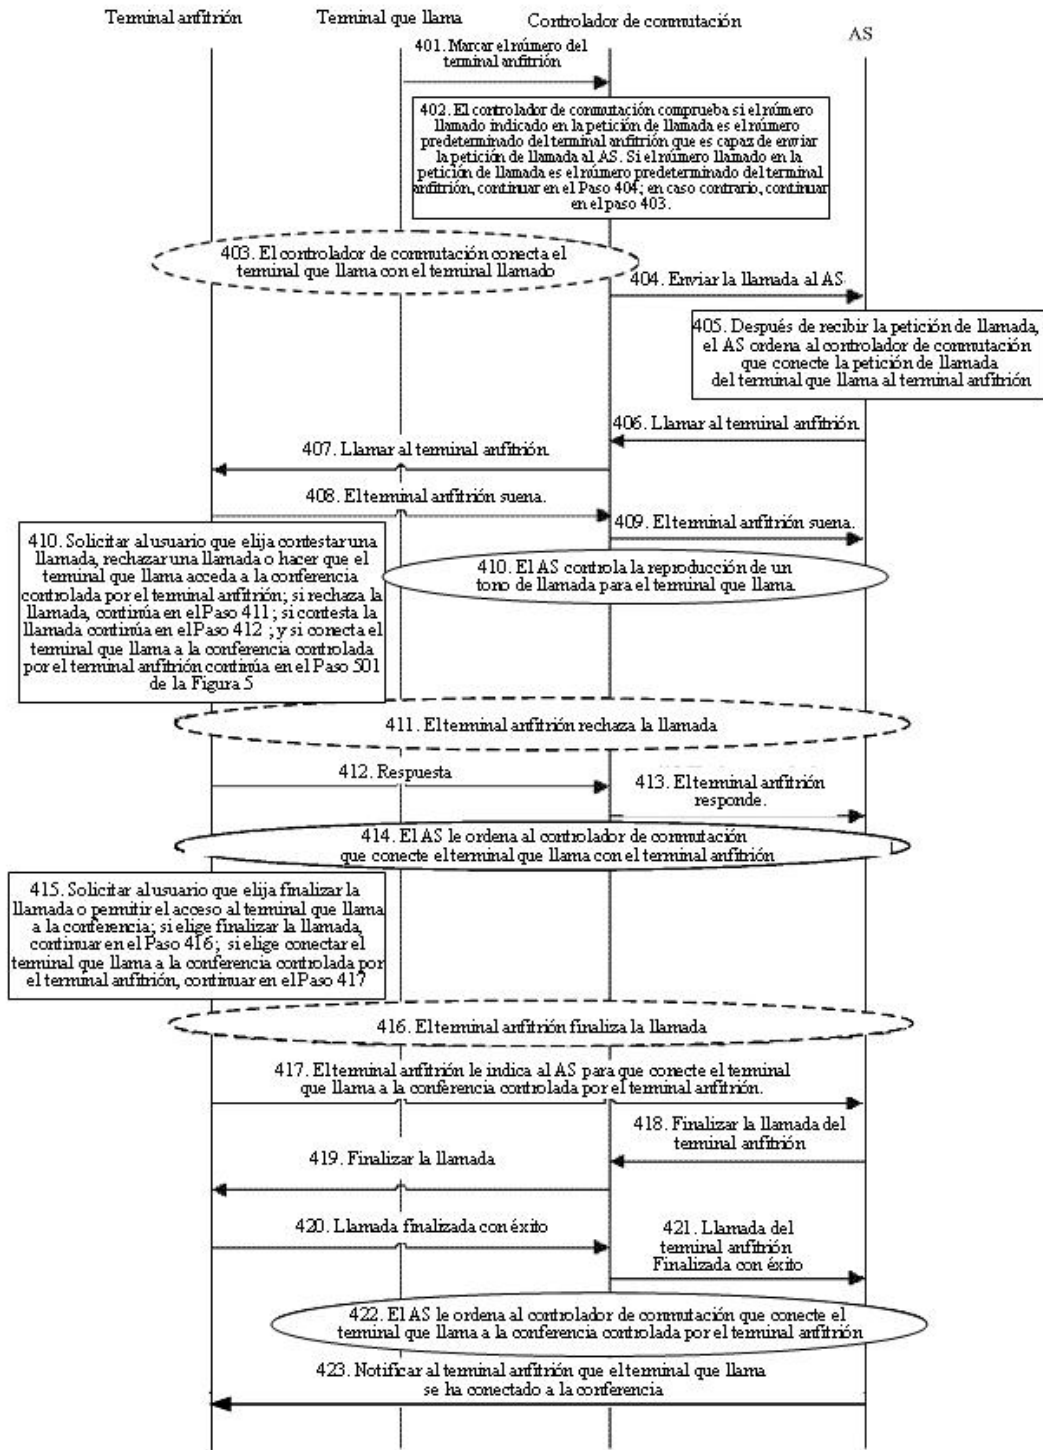 Terminal anfitrión
Terminal que llama
Controlador de conmutación
AS
401. Marcar el número del
terminal anfitrión
402. El controlador de conmutación comprueba si el número
llamado indicado en la petición de llamada es el número
predeterminado del terminal anfitrión que es capaz de enviar
la petición de llamada al AS. Si el número llamado en la
petición de llamada es el número predeterminado del terminal
anfitrión, continuar en el Paso 404; en caso contrario, continuar
en el paso 403.
403. El controlador de conmutación conecta el
terminal que llama con el terminal llamado
404. Enviar la llamada al AS
405. Después de recibir la petición de llamada,
el AS ordena al controlador de conmutación
que conecte la petición de llamada
del terminal que llama al terminal anfitrión
406. Llamar al terminal anfitrión
407. Llamar al terminal anfitrión.
408. El terminal anfitrión suena.
409. El terminal anfitrión suena.
410. Solicitar al usuario que elija contestar una
llamada, rechazar una llamada o hacer que el
terminal que llama acceda a la conferencia
controlada por el terminal anfitrión; si rechaza la
llamada, continúa en el Paso 411; si contesta la
llamada continúa en el Paso 412 ; y si conecta el
terminal que llama a la conferencia controlada
por el terminal anfitrión continúa en el Paso 501
de la Figura 5
410. El AS controla la reproducción de un
tono de llamada para el terminal que llama.
411. El terminal anfitrión rechaza la llamada
412. Respuesta
413. El terminal anfitrión
responde.
414. El AS le ordena al controlador de conmutación
que conecte el terminal que llama con el terminal anfitrión
415. Solicitar al usuario que elija finalizar la
llamada o permitir el acceso al terminal que llama
a la conferencia; si elige finalizar la llamada,
continuar en el Paso 416; si elige conectar el
terminal que llama a la conferencia controlada por
el terminal anfitrión, continuar en el Paso 417
416. El terminal anfitrión finaliza la llamada
417. El terminal anfitrión le indica al AS para que conecte el terminal
que llama a la conferencia controlada por el terminal anfitrión.
418. Finalizar la llamada del
terminal anfitrión
419. Finalizar la llamada
420. Llamada finalizada con éxito
421. Llamada del
terminal anfitrión
Finalizada con éxito
422. El AS le ordena al controlador de conmutación que conecte el
terminal que llama a la conferencia controlada por el terminal anfitrión
423. Notificar al terminal anfitrión que el terminal que llama
se ha conectado a la conferencia